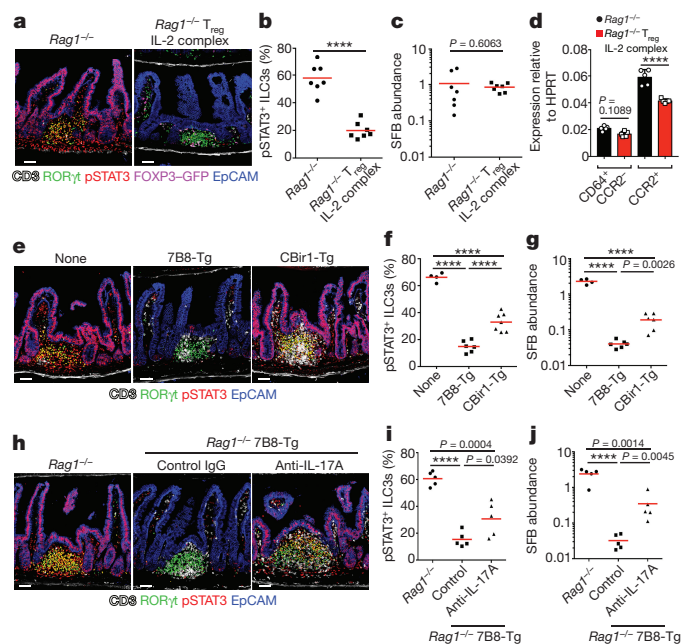 a
Rag1–/–
Rag1–/– Treg
IL-2 complex
CD3 RORγt pSTAT3 FOXP3–GFP EpCAM
b
pSTAT3+ ILC3s (%)
100
80
60
40
20
0
****
Rag1–/–
Rag1–/– Treg
IL-2 complex
c
SFB abundance
10
1
0.1
0.01
0.001
P = 0.6063
Rag1–/–
Rag1–/– Treg
IL-2 complex
d
Rag1–/–
Rag1–/– Treg
IL-2 complex
Expression relative
to HPRT
0.08
0.06
0.04
0.02
0
P =
0.1089
****
CD64+
CCR2–
CCR2+
e
None
7B8-Tg
CBir1-Tg
CD3 RORγt pSTAT3 EpCAM
f
pSTAT3+ ILC3s (%)
100
80
60
40
20
0
****
**** ****
None
7B8-Tg
CBir1-Tg
g
SFB abundance
10
1
0.1
0.01
****
**** P = 0.0026
None
7B8-Tg
CBir1-Tg
h
Rag1–/– 7B8-Tg
Rag1–/–
Control IgG
Anti-IL-17A
CD3 RORγt pSTAT3 EpCAM
i
pSTAT3+ ILC3s (%)
100
80
60
40
20
0
P = 0.0004
**** P = 0.0392
Rag1–/–
Control
Anti-IL-17A
Rag1–/– 7B8-Tg
j
SFB abundance
10
1
0.1
0.01
P = 0.0014
**** P = 0.0045
Rag1–/–
Control
Anti-IL-17A
Rag1–/– 7B8-Tg